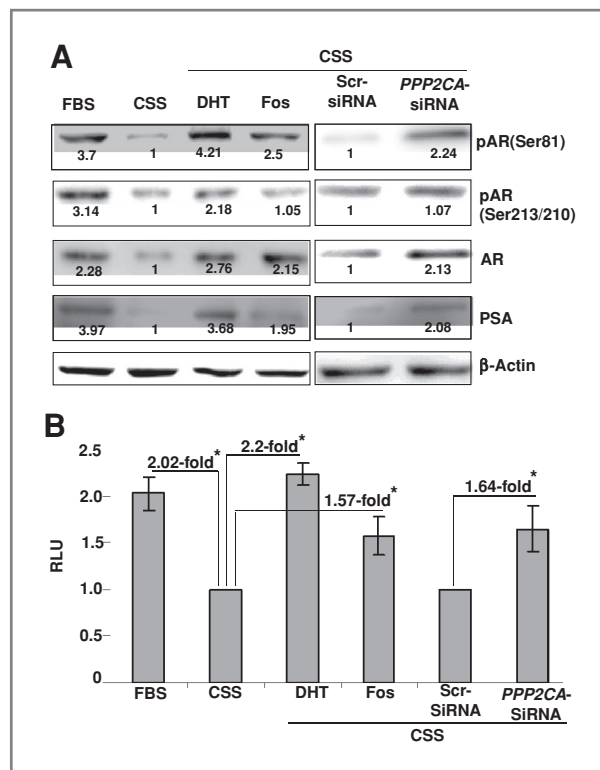 A
CSS
FBS CSS DHT Fos Scr-siRNA PPP2CA-siRNA
3.7 1 4.21 2.5 1 2.24 pAR(Ser81)
3.14 1 2.18 1.05 1 1.07 pAR (Ser213/210)
2.28 1 2.76 2.15 1 2.13 AR
3.97 1 3.68 1.95 1 2.08 PSA
β-Actin
B
RLU
2.5
2.0
1.5
1.0
0.5
0
2.02-fold*
2.2-fold*
1.57-fold*
1.64-fold*
FBS CSS DHT Fos Scr-SiRNA PPP2CA-SiRNA
CSS